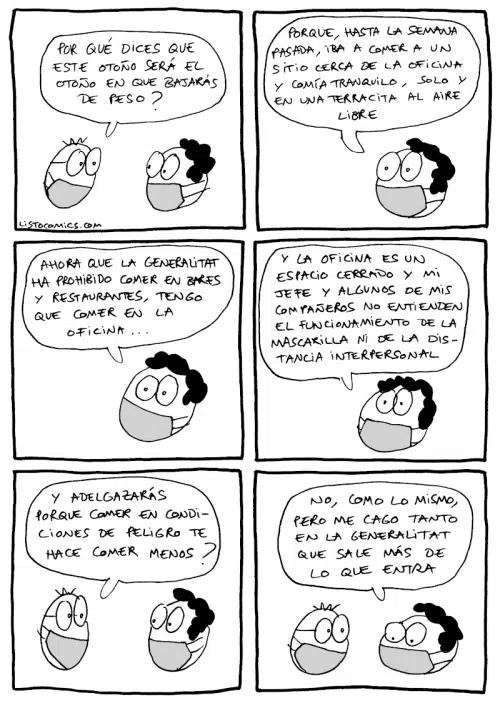 POR QUÉ DICES QUE
ESTE OTOÑO SERÁ EL
OTOÑO EN QUE BAJARÁS
DE PESO?
LISTOCOMICS.COM
PORQUE, HASTA LA SEMANA
PASADA, IBA A COMER A UN
SITIO CERCA DE LA OFICINA
Y COMÍA TRANQUILO, SOLO Y
EN UNA TERRACITA AL AIRE
LIBRE
AHORA QUE LA GENERALITAT
HA PROHIBIDO COMER EN BARES
Y RESTAURANTES, TENGO
QUE COMER EN LA
OFICINA...
Y LA OFICINA ES UN
ESPACIO CERRADO Y MI
JEFE Y ALGUNOS DE MIS
COMPAÑEROS NO ENTIENDEN
EL FUNCIONAMIENTO DE LA
MASCARILLA NI DE LA DIS-
TANCIA INTERPERSONAL
Y ADELGAZARÁS
PORQUE COMER EN CONDI-
CIONES DE PELIGRO TE
HACE COMER MENOS?
NO, COMO LO MISMO,
PERO ME CAGO TANTO
EN LA GENERALITAT
QUE SALE MÁS DE
LO QUE ENTRA